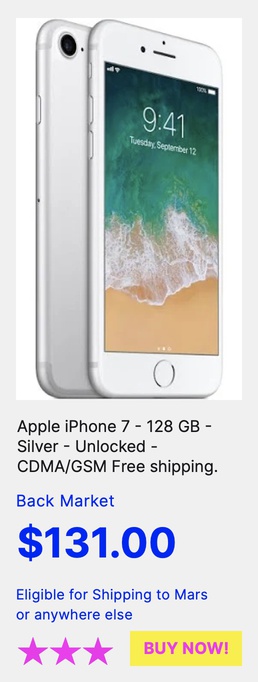 100%
9:41
Tuesday, September 12
Apple iPhone 7 - 128 GB -
Silver - Unlocked -
CDMA/GSM Free shipping.
Back Market
$131.00
Eligible for Shipping to Mars
or anywhere else
BUY NOW!